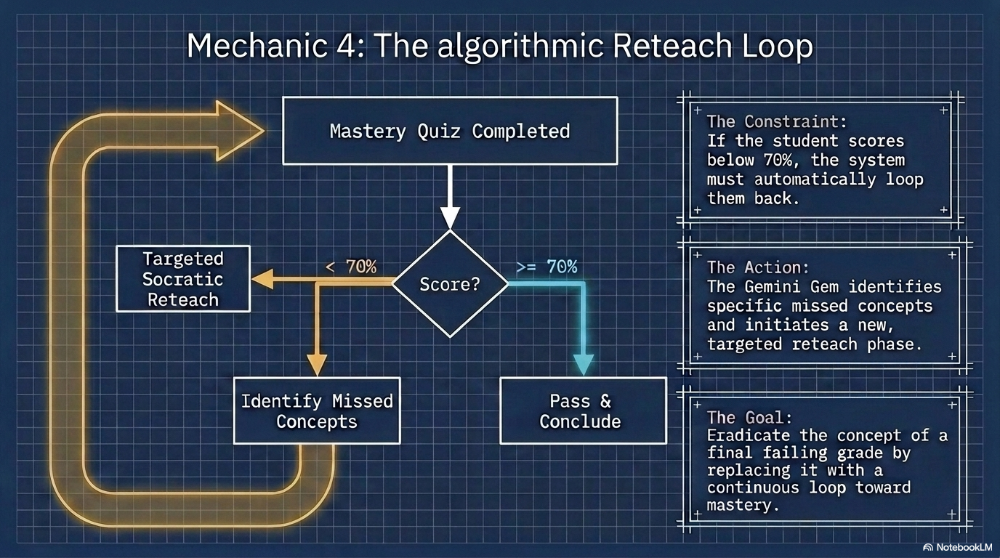 Mechanic 4: The algorithmic Reteach Loop
Mastery Quiz Completed
Score?
< 70%
>= 70%
Targeted
Socratic
Reteach
Identify Missed
Concepts
Pass &
Conclude
The Constraint:
If the student scores
below 70%, the system
must automatically loop
them back.
The Action:
The Gemini Gem identifies
specific missed concepts
and initiates a new,
targeted reteach phase.
The Goal:
Eradicate the concept of a
final failing grade by
replacing it with a
continuous loop toward
mastery.
NotebookLM